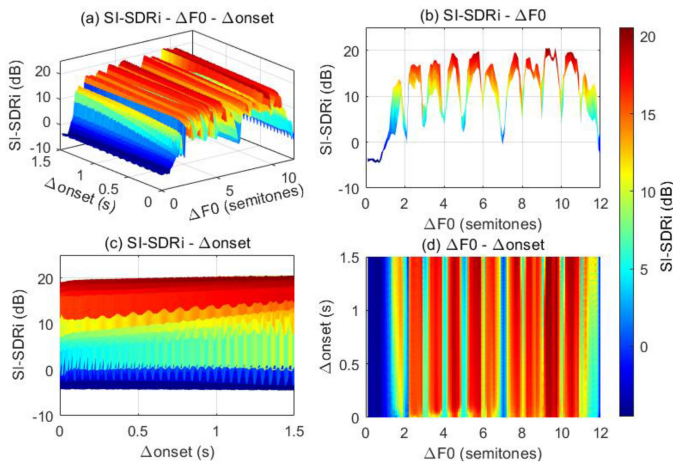 (a) SI-SDRi - ΔF0 - Δonset
SI-SDRi (dB)
20
10
0
-10
1.5
1
0.5
0
Δonset (s)
0
5
10
ΔF0 (semitones)
(b) SI-SDRi - ΔF0
SI-SDRi (dB)
20
10
0
-10
0 2 4 6 8 10 12
ΔF0 (semitones)
(c) SI-SDRi - Δonset
SI-SDRi (dB)
20
10
0
-10
0 0.5 1 1.5
Δonset (s)
(d) ΔF0 - Δonset
Δonset (s)
1.5
1
0.5
0
0 2 4 6 8 10 12
ΔF0 (semitones)
20
15
10
5
0
SI-SDRi (dB)